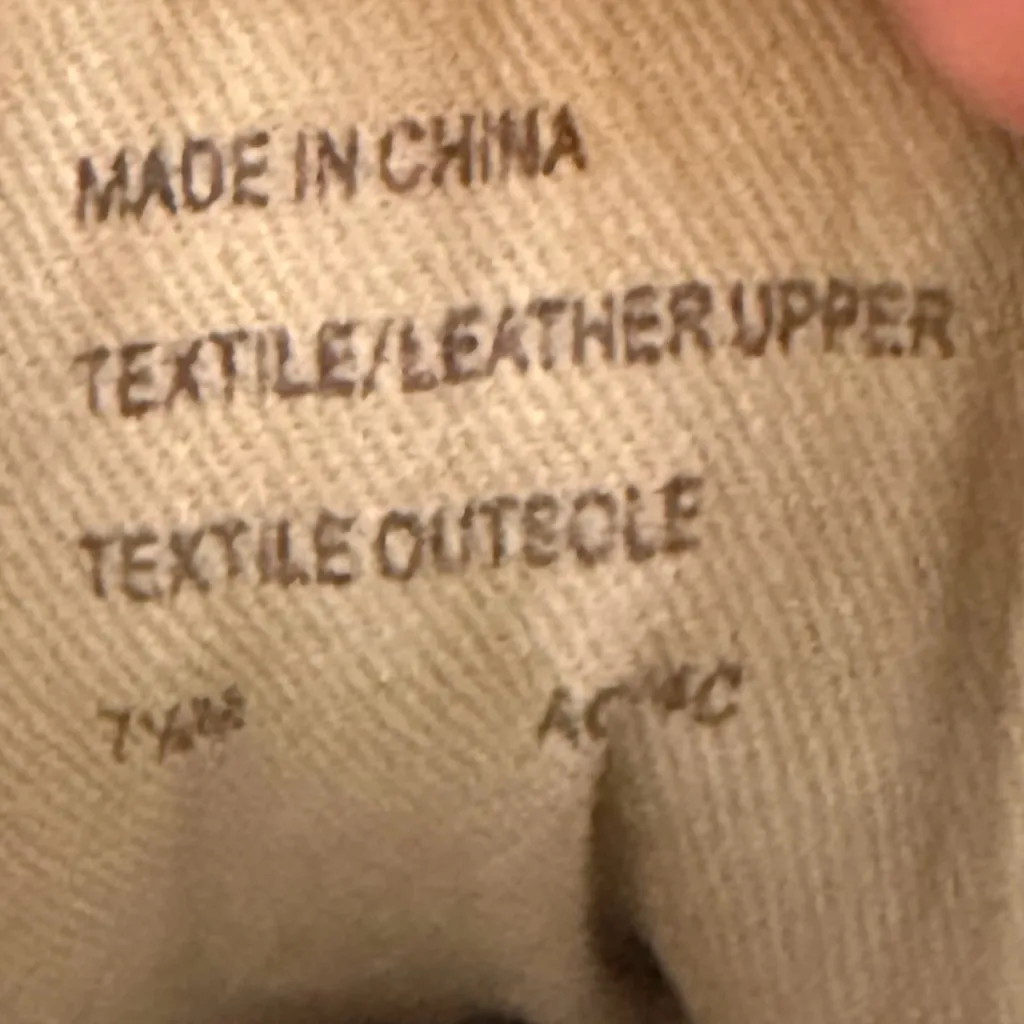 MADE IN CHINA
TEXTILE/LEATHER UPPER
TEXTILE OUTSOLE